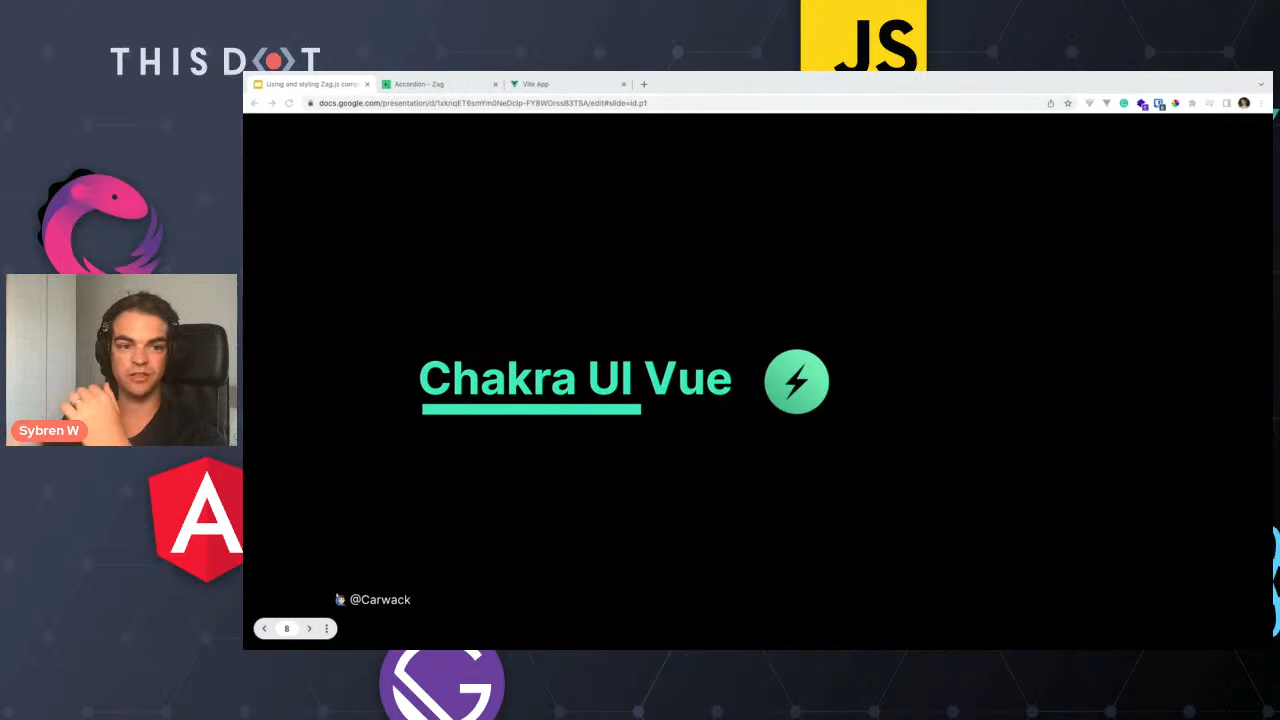 THIS DOT
JS
Using and styling Zag.js comp
Accordion - Zag
Vite App
docs.google.com/presentation/d/1xknqET6smYm0NeDcIp-FY8WOrssB3TSA/edit#slide=id.p1
Chakra UI Vue
Sybren W
A
@Carwack
8
G